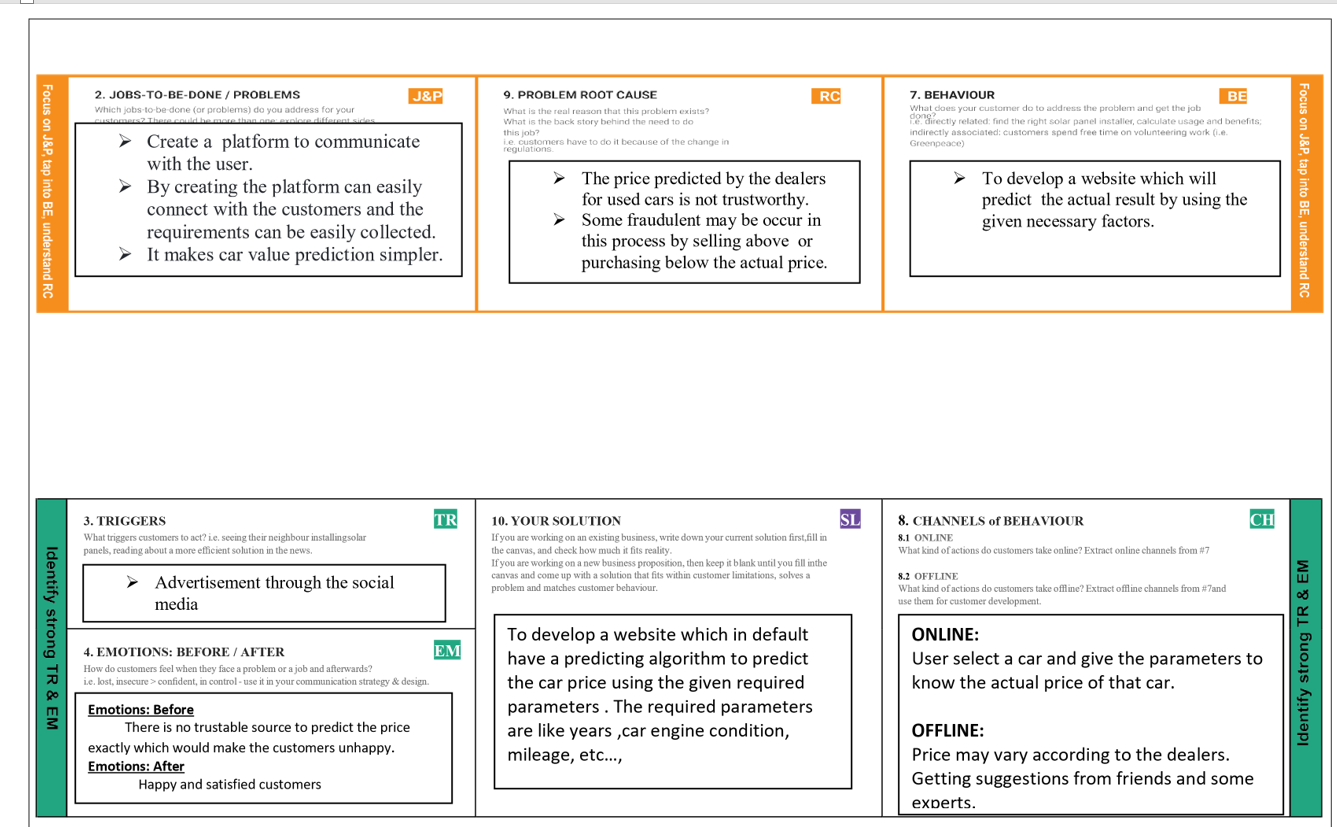 Focus on J&P, tap into BE, understand RC
2. JOBS-TO-BE-DONE / PROBLEMS
J&P
Which jobs-to-be-done (or problems) do you address for your
customers? There could be more than one; explore different sides.
➢ Create a platform to communicate
with the user.
➢ By creating the platform can easily
connect with the customers and the
requirements can be easily collected.
➢ It makes car value prediction simpler.
9. PROBLEM ROOT CAUSE
RC
What is the real reason that this problem exists?
What is the back story behind the need to do
this job?
i.e. customers have to do it because of the change in
regulations.
➢ The price predicted by the dealers
for used cars is not trustworthy.
➢ Some fraudulent may be occur in
this process by selling above or
purchasing below the actual price.
7. BEHAVIOUR
BE
What does your customer do to address the problem and get the job
done?
i.e. directly related: find the right solar panel installer, calculate usage and benefits;
indirectly associated: customers spend free time on volunteering work (i.e.
Greenpeace)
➢ To develop a website which will
predict the actual result by using the
given necessary factors.
Focus on J&P, tap into BE, understand RC
Identify strong TR & EM
3. TRIGGERS
TR
What triggers customers to act? i.e. seeing their neighbour installingsolar
panels, reading about a more efficient solution in the news.
➢ Advertisement through the social
media
4. EMOTIONS: BEFORE / AFTER
EM
How do customers feel when they face a problem or a job and afterwards?
i.e. lost, insecure > confident, in control - use it in your communication strategy & design.
Emotions: Before
There is no trustable source to predict the price
exactly which would make the customers unhappy.
Emotions: After
Happy and satisfied customers
10. YOUR SOLUTION
SL
If you are working on an existing business, write down your current solution first,fill in
the canvas, and check how much it fits reality.
If you are working on a new business proposition, then keep it blank until you fill inthe
canvas and come up with a solution that fits within customer limitations, solves a
problem and matches customer behaviour.
To develop a website which in default
have a predicting algorithm to predict
the car price using the given required
parameters . The required parameters
are like years ,car engine condition,
mileage, etc...,
8. CHANNELS of BEHAVIOUR
CH
8.1 ONLINE
What kind of actions do customers take online? Extract online channels from #7
8.2 OFFLINE
What kind of actions do customers take offline? Extract offline channels from #7and
use them for customer development.
ONLINE:
User select a car and give the parameters to
know the actual price of that car.
OFFLINE:
Price may vary according to the dealers.
Getting suggestions from friends and some
experts.
Identify strong TR & EM